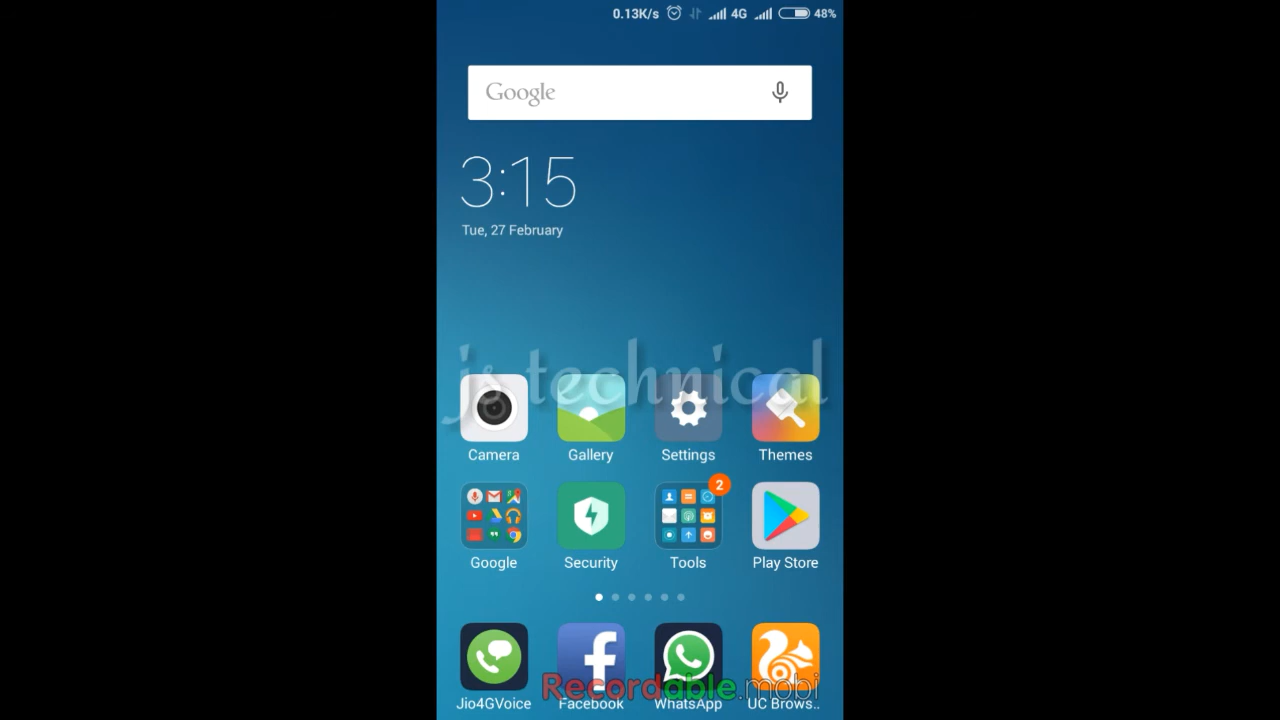 0.13K/s 4G 48%
Google
3:15
Tue, 27 February
js technical
Camera Gallery Settings Themes
2
Google Security Tools Play Store
Jio4GVoice Facebook WhatsApp UC Brows..
Recordable.mobi